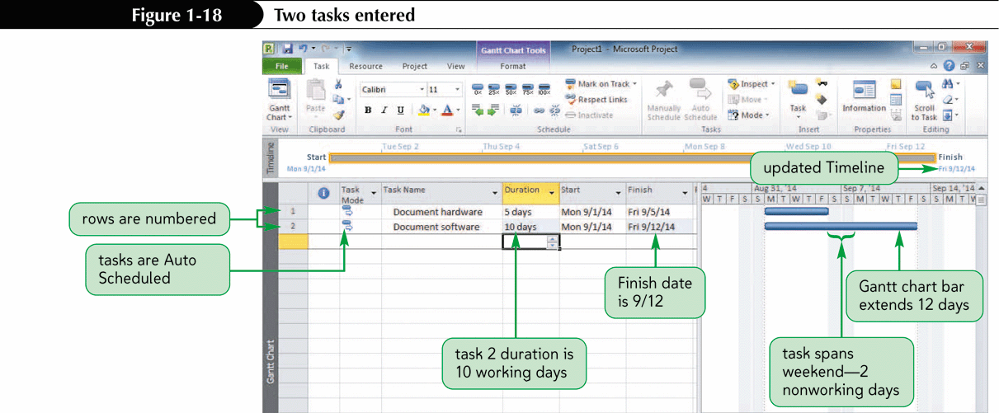 Figure 1-18 Two tasks entered
Gantt Chart Tools Project1 - Microsoft Project
File Task Resource Project View Format
Calibri 11
0× 25× 50× 75× 100×
Mark on Track
Inspect
Paste
Respect Links
Move
Gantt Chart
B I U A
Inactivate
Manually Schedule Auto Schedule
Mode
Task
Information
Scroll to Task
View Clipboard Font Schedule Tasks Insert Properties Editing
Timeline
Tue Sep 2 Thu Sep 4 Sat Sep 6 Mon Sep 8 Wed Sep 10 Fri Sep 12
Start Finish
Mon 9/1/14 Fri 9/12/14
updated Timeline
Task Mode Task Name Duration Start Finish
4 Aug 31, '14 Sep 7, '14 Sep 14, '14
W T F S S M T W T F S S M T W T F S S M T W
1 Document hardware 5 days Mon 9/1/14 Fri 9/5/14
2 Document software 10 days Mon 9/1/14 Fri 9/12/14
rows are numbered
tasks are Auto
Scheduled
Finish date
is 9/12
Gantt chart bar
extends 12 days
task 2 duration is
10 working days
task spans
weekend—2
nonworking days
Gantt Chart